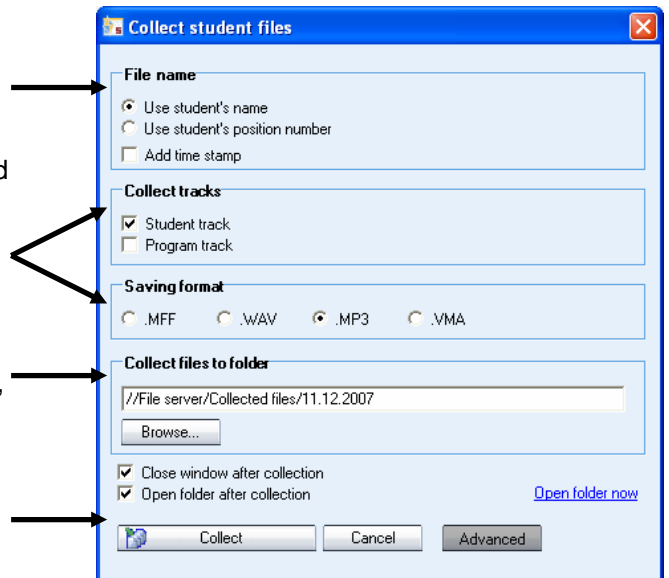 Collect student files
File name
Use student's name
Use student's position number
Add time stamp
d
Collect tracks
Student track
Program track
Saving format
.MFF .WAV .MP3 .VMA
Collect files to folder
,
//File server/Collected files/11.12.2007
Browse...
Close window after collection
Open folder after collection Open folder now
Collect Cancel Advanced